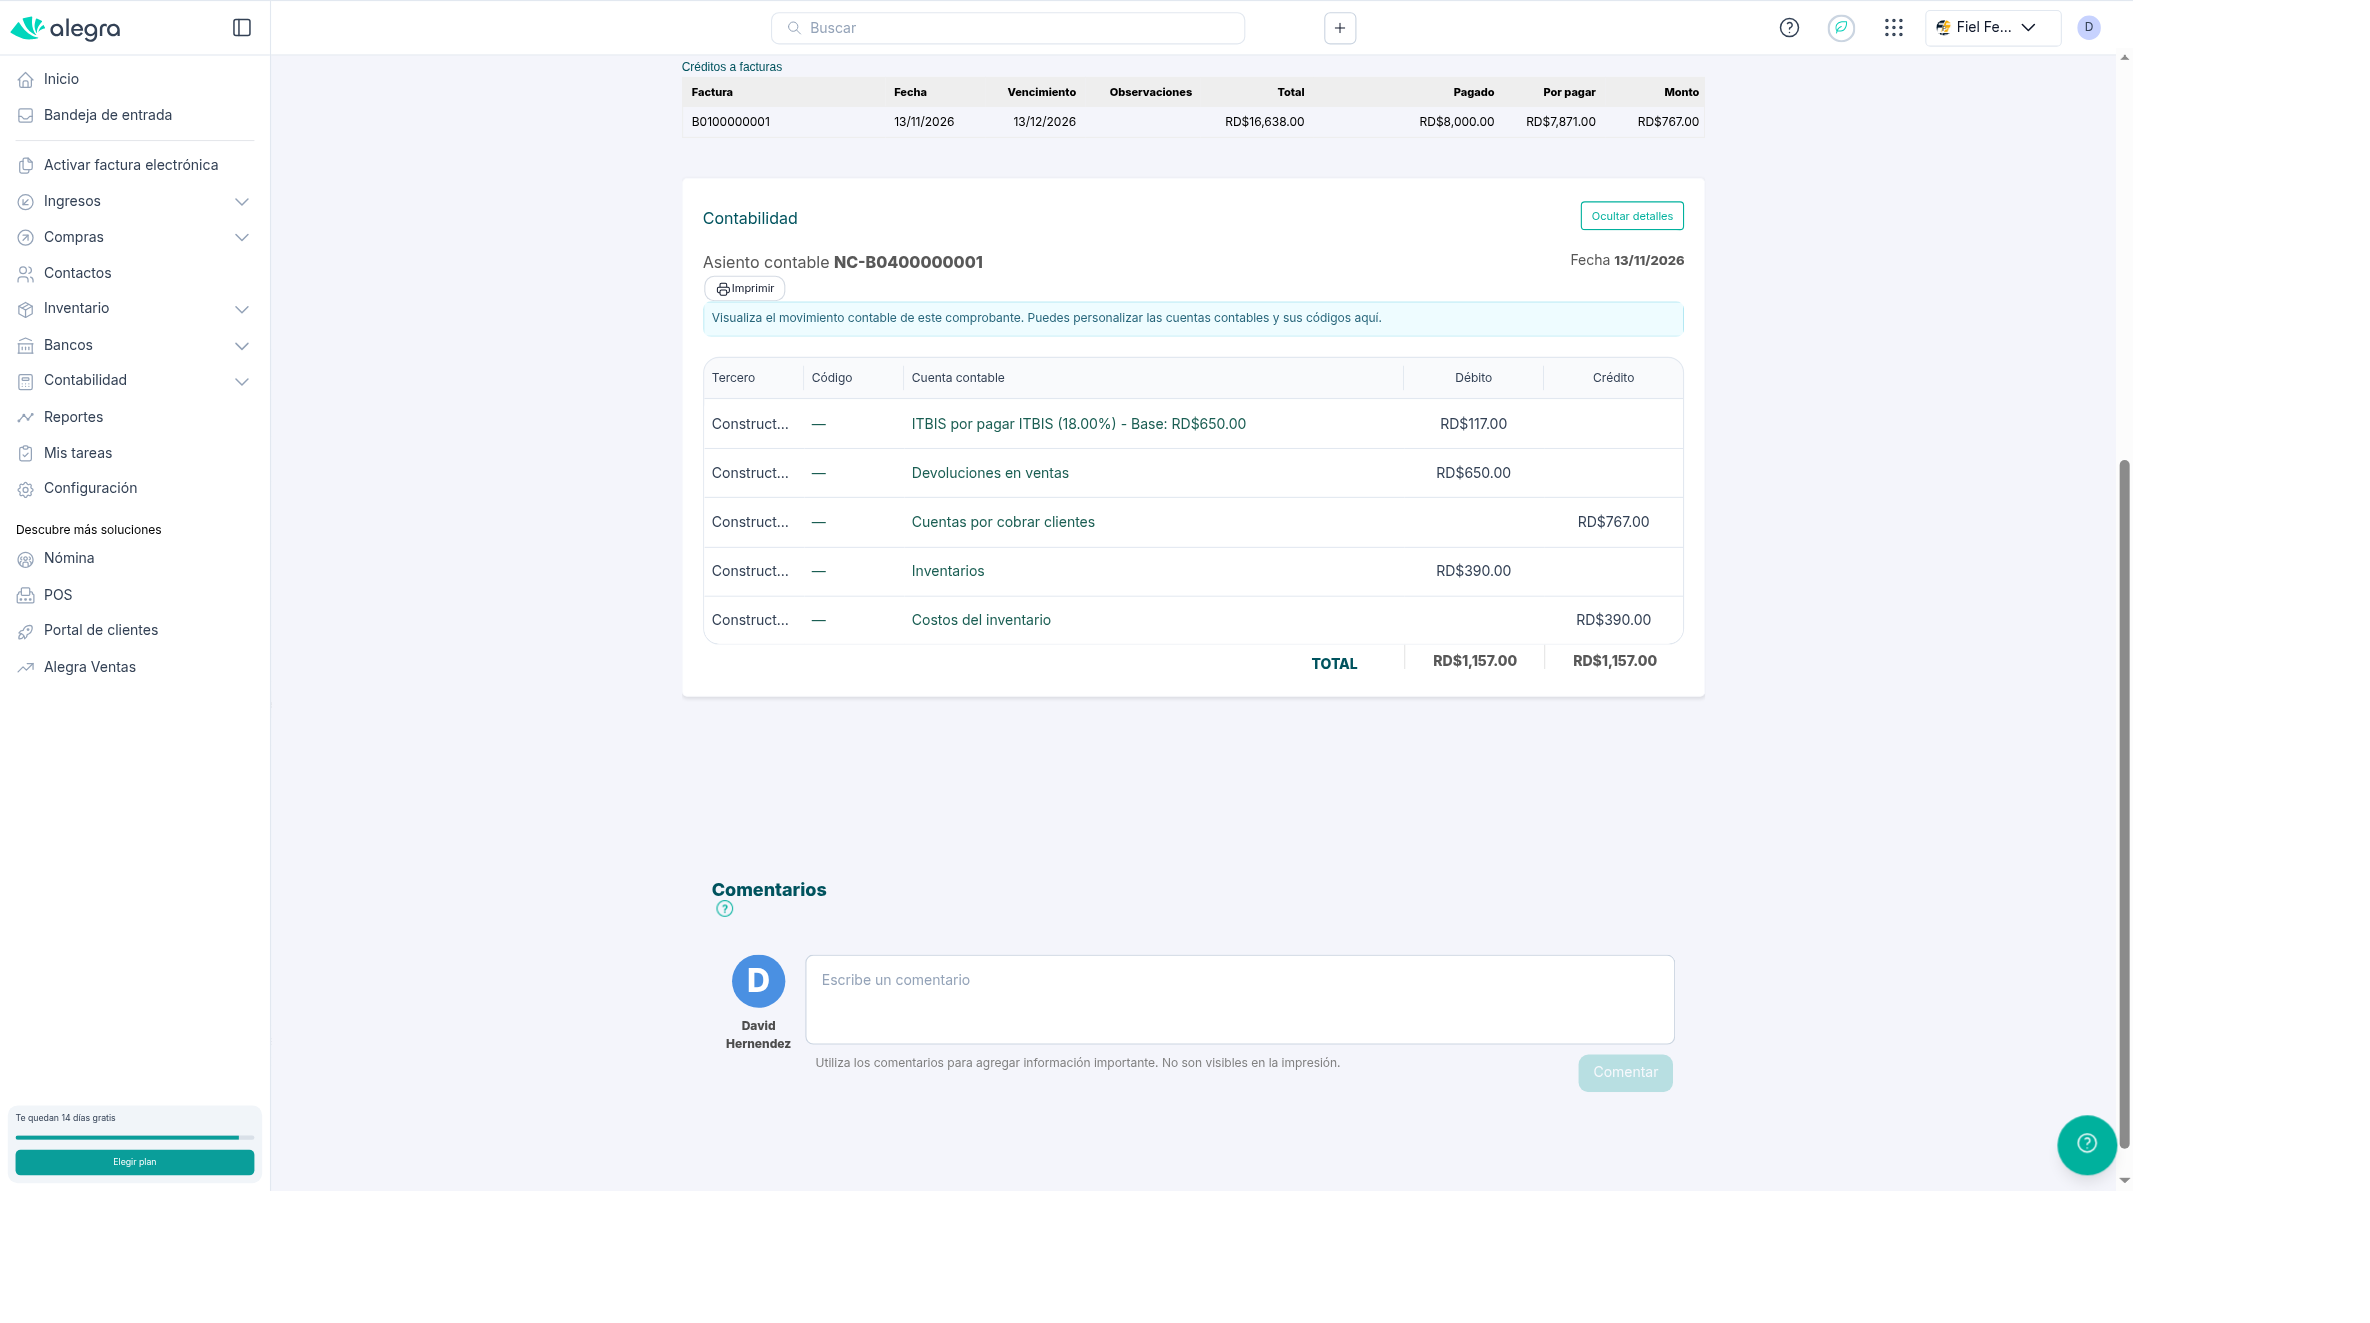 alegra
Buscar
Fiel Fe...
D
Inicio
Bandeja de entrada
Activar factura electrónica
Ingresos
Compras
Contactos
Inventario
Bancos
Contabilidad
Reportes
Mis tareas
Configuración
Descubre más soluciones
Nómina
POS
Portal de clientes
Alegra Ventas
Te quedan 14 días gratis
Elegir plan
Créditos a facturas
Factura Fecha Vencimiento Observaciones Total Pagado Por pagar Monto
B0100000001 13/11/2026 13/12/2026 RD$16,638.00 RD$8,000.00 RD$7,871.00 RD$767.00
Contabilidad
Ocultar detalles
Asiento contable NC-B0400000001
Fecha 13/11/2026
Imprimir
Visualiza el movimiento contable de este comprobante. Puedes personalizar las cuentas contables y sus códigos aquí.
Tercero Código Cuenta contable Débito Crédito
Construct... — ITBIS por pagar ITBIS (18.00%) - Base: RD$650.00 RD$117.00
Construct... — Devoluciones en ventas RD$650.00
Construct... — Cuentas por cobrar clientes RD$767.00
Construct... — Inventarios RD$390.00
Construct... — Costos del inventario RD$390.00
TOTAL RD$1,157.00 RD$1,157.00
Comentarios
D
David
Hernendez
Escribe un comentario
Utiliza los comentarios para agregar información importante. No son visibles en la impresión.
Comentar